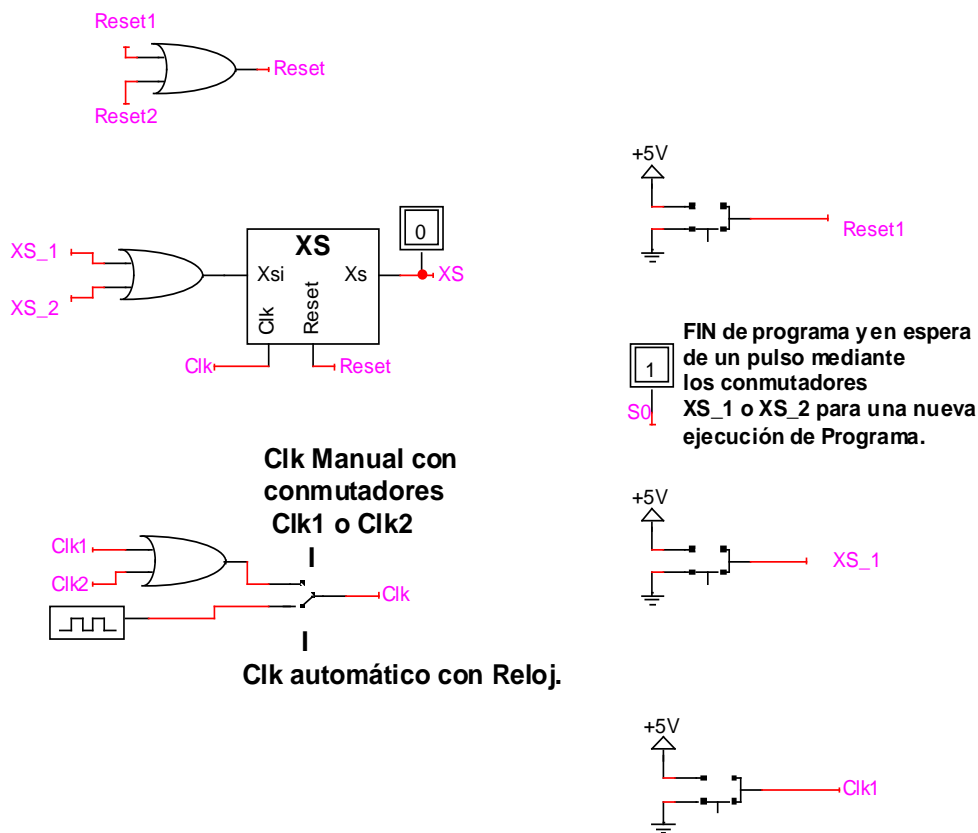 Reset1
Reset
Reset2
+5V
Reset1
XS_1
XS_2
XS
Xsi
Xs
Clk
Reset
0
XS
Clk
Reset
1
S0
FIN de programa y en espera
de un pulso mediante
los conmutadores
XS_1 o XS_2 para una nueva
ejecución de Programa.
Clk Manual con
conmutadores
Clk1 o Clk2
+5V
XS_1
Clk1
Clk2
Clk
Clk automático con Reloj.
+5V
Clk1